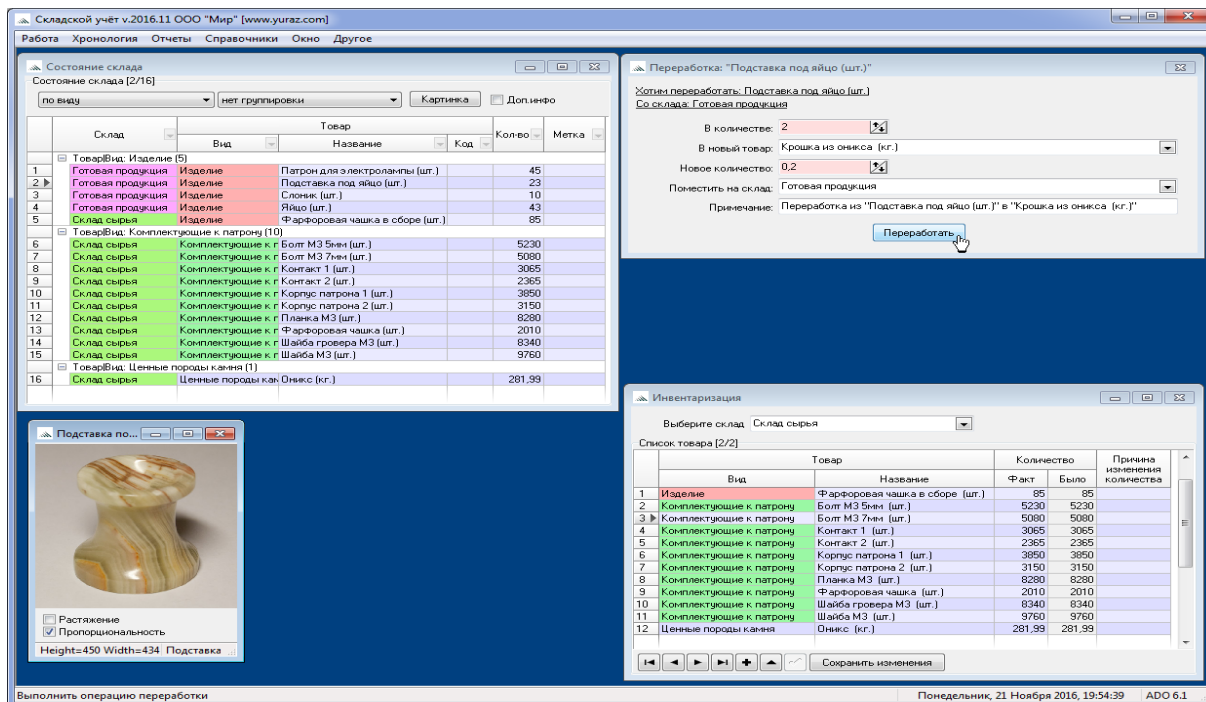 Складской учёт v.2016.11 ООО "Мир" [www.yuraz.com]
Работа Хронология Отчеты Справочники Окно Другое
Состояние склада
Состояние склада [2/16]
по виду нет группировки Картинка Доп.инфо
Склад Товар Кол-во Метка
Вид Название Код
Товар|Вид: Изделие (5)
1 Готовая продукция Изделие Патрон для электролампы (шт.) 45
2 Готовая продукция Изделие Подставка под яйцо (шт.) 23
3 Готовая продукция Изделие Слоник (шт.) 10
4 Готовая продукция Изделие Яйцо (шт.) 43
5 Склад сырья Изделие Фарфоровая чашка в сборе (шт.) 85
Товар|Вид: Комплектующие к патрону (10)
6 Склад сырья Комплектующие к г Болт М3 5мм (шт.) 5230
7 Склад сырья Комплектующие к г Болт М3 7мм (шт.) 5080
8 Склад сырья Комплектующие к г Контакт 1 (шт.) 3065
9 Склад сырья Комплектующие к г Контакт 2 (шт.) 2365
10 Склад сырья Комплектующие к г Корпус патрона 1 (шт.) 3850
11 Склад сырья Комплектующие к г Корпус патрона 2 (шт.) 3150
12 Склад сырья Комплектующие к г Планка М3 (шт.) 8280
13 Склад сырья Комплектующие к г Фарфоровая чашка (шт.) 2010
14 Склад сырья Комплектующие к г Шайба гровера М3 (шт.) 8340
15 Склад сырья Комплектующие к г Шайба М3 (шт.) 9760
Товар|Вид: Ценные породы камня (1)
16 Склад сырья Ценные породы кам Оникс (кг.) 281,99
Переработка: "Подставка под яйцо (шт.)"
Хотим переработать: Подставка под яйцо (шт.)
Со склада: Готовая продукция
В количестве: 2
В новый товар: Крошка из оникса (кг.)
Новое количество: 0,2
Поместить на склад: Готовая продукция
Примечание: Переработка из "Подставка под яйцо (шт.)" в "Крошка из оникса (кг.)"
Переработать
Подставка по...
Растяжение
Пропорциональность
Height=450 Width=434 Подставка
Инвентаризация
Выберите склад Склад сырья
Список товара [2/2]
Товар Количество Причина изменения количества
Вид Название Факт Было
1 Изделие Фарфоровая чашка в сборе (шт.) 85 85
2 Комплектующие к патрону Болт М3 5мм (шт.) 5230 5230
3 Комплектующие к патрону Болт М3 7мм (шт.) 5080 5080
4 Комплектующие к патрону Контакт 1 (шт.) 3065 3065
5 Комплектующие к патрону Контакт 2 (шт.) 2365 2365
6 Комплектующие к патрону Корпус патрона 1 (шт.) 3850 3850
7 Комплектующие к патрону Корпус патрона 2 (шт.) 3150 3150
8 Комплектующие к патрону Планка М3 (шт.) 8280 8280
9 Комплектующие к патрону Фарфоровая чашка (шт.) 2010 2010
10 Комплектующие к патрону Шайба гровера М3 (шт.) 8340 8340
11 Комплектующие к патрону Шайба М3 (шт.) 9760 9760
12 Ценные породы камня Оникс (кг.) 281,99 281,99
Сохранить изменения
Выполнить операцию переработки Понедельник, 21 Ноября 2016, 19:54:39 ADO 6.1